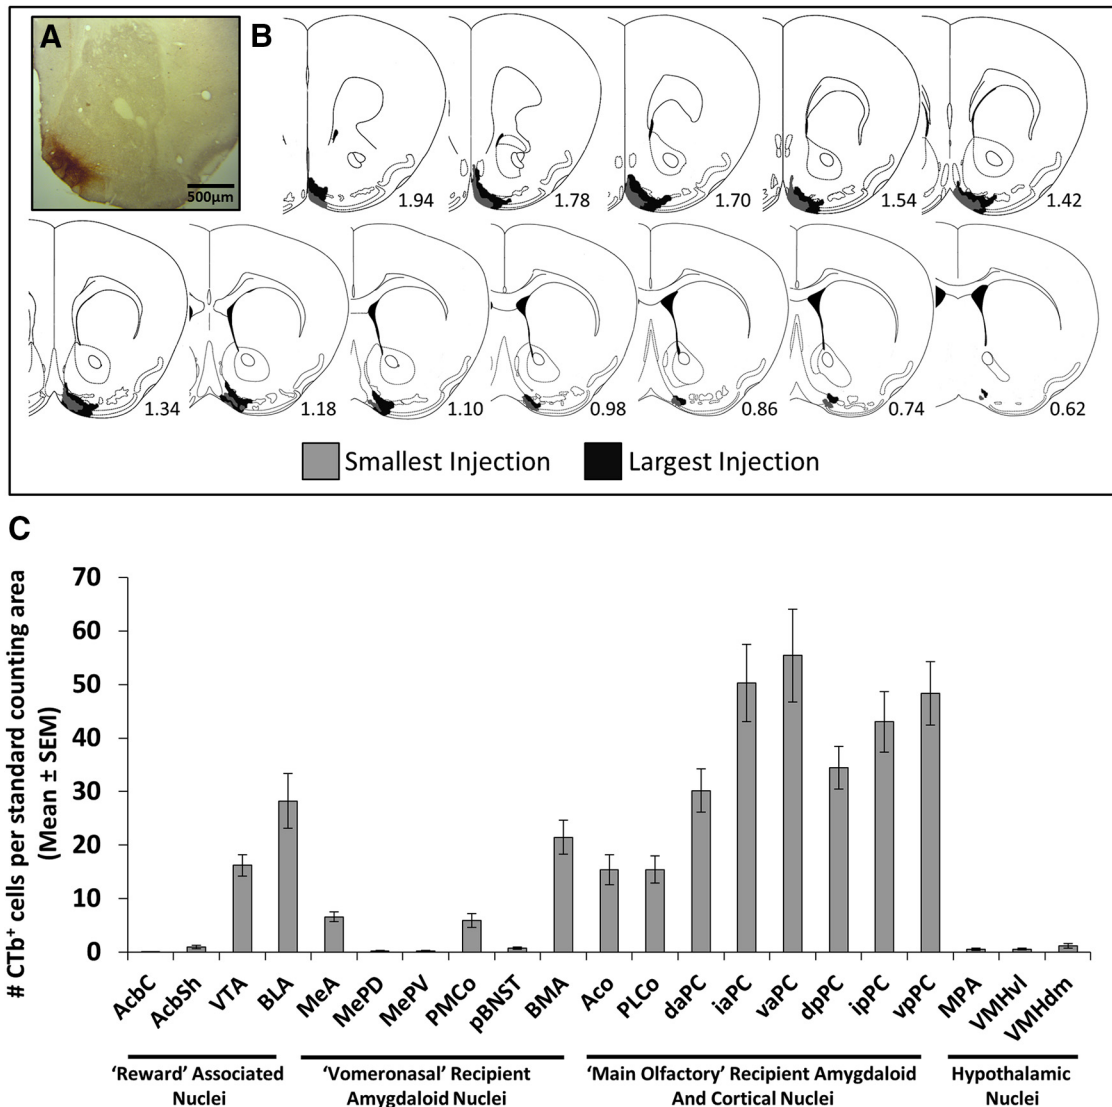 A
B
500µm
1.94
1.78
1.70
1.54
1.42
1.34
1.18
1.10
0.98
0.86
0.74
0.62
Smallest Injection
Largest Injection
C
# CTb⁺ cells per standard counting area
(Mean ± SEM)
70
60
50
40
30
20
10
0
AcbC
AcbSh
VTA
BLA
MeA
MePD
MePV
PMCo
pBNST
BMA
Aco
PLCo
daPC
iaPC
vaPC
dpPC
ipPC
vpPC
MPA
VMHvl
VMHdm
‘Reward’ Associated
Nuclei
‘Vomeronasal’ Recipient
Amygdaloid Nuclei
‘Main Olfactory’ Recipient Amygdaloid
And Cortical Nuclei
Hypothalamic
Nuclei